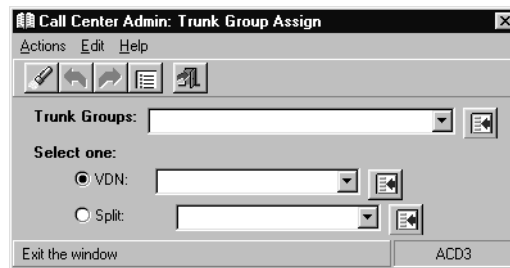 Call Center Admin: Trunk Group Assign
Actions Edit Help
Trunk Groups:
Select one:
VDN:
Split:
Exit the window ACD3